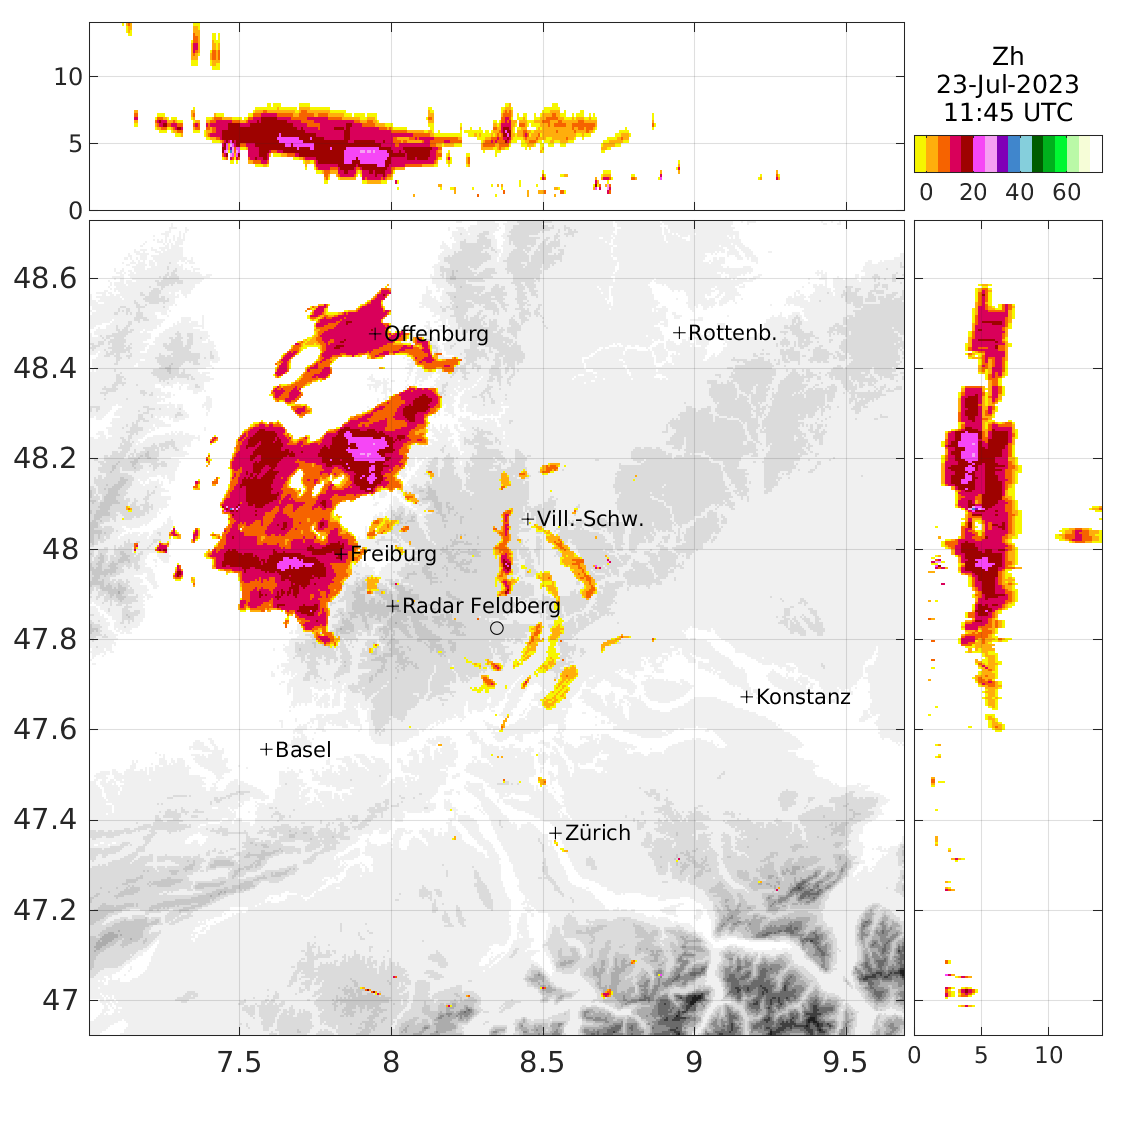 10
5
0
Zh
23-Jul-2023
11:45 UTC
0 20 40 60
48.6
48.4
48.2
48
47.8
47.6
47.4
47.2
47
Offenburg
Rottenb.
Vill.-Schw.
Freiburg
Radar Feldberg
Konstanz
Basel
Zürich
7.5 8 8.5 9 9.5
0 5 10